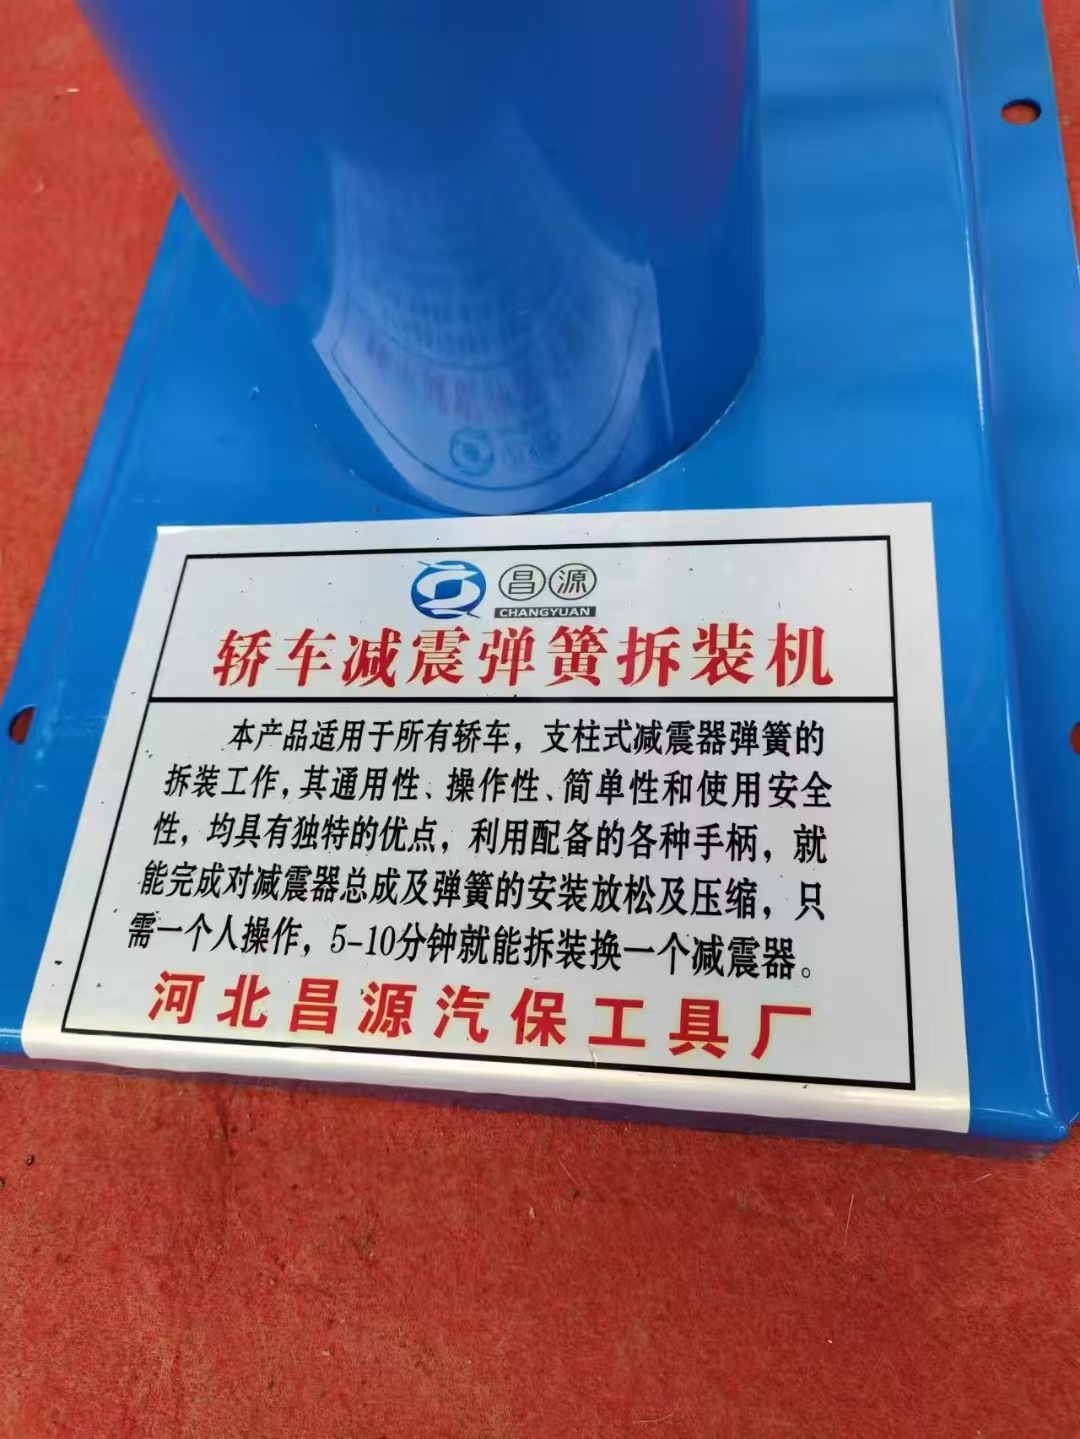 昌源
CHANGYUAN
轿车减震弹簧拆装机
本产品适用于所有轿车，支柱式减震器弹簧的
拆装工作，其通用性、操作性、简单性和使用安全
性，均具有独特的优点，利用配备的各种手柄，就
能完成对减震器总成及弹簧的安装放松及压缩，只
需一个人操作，5-10分钟就能拆装换一个减震器。
河北昌源汽保工具厂